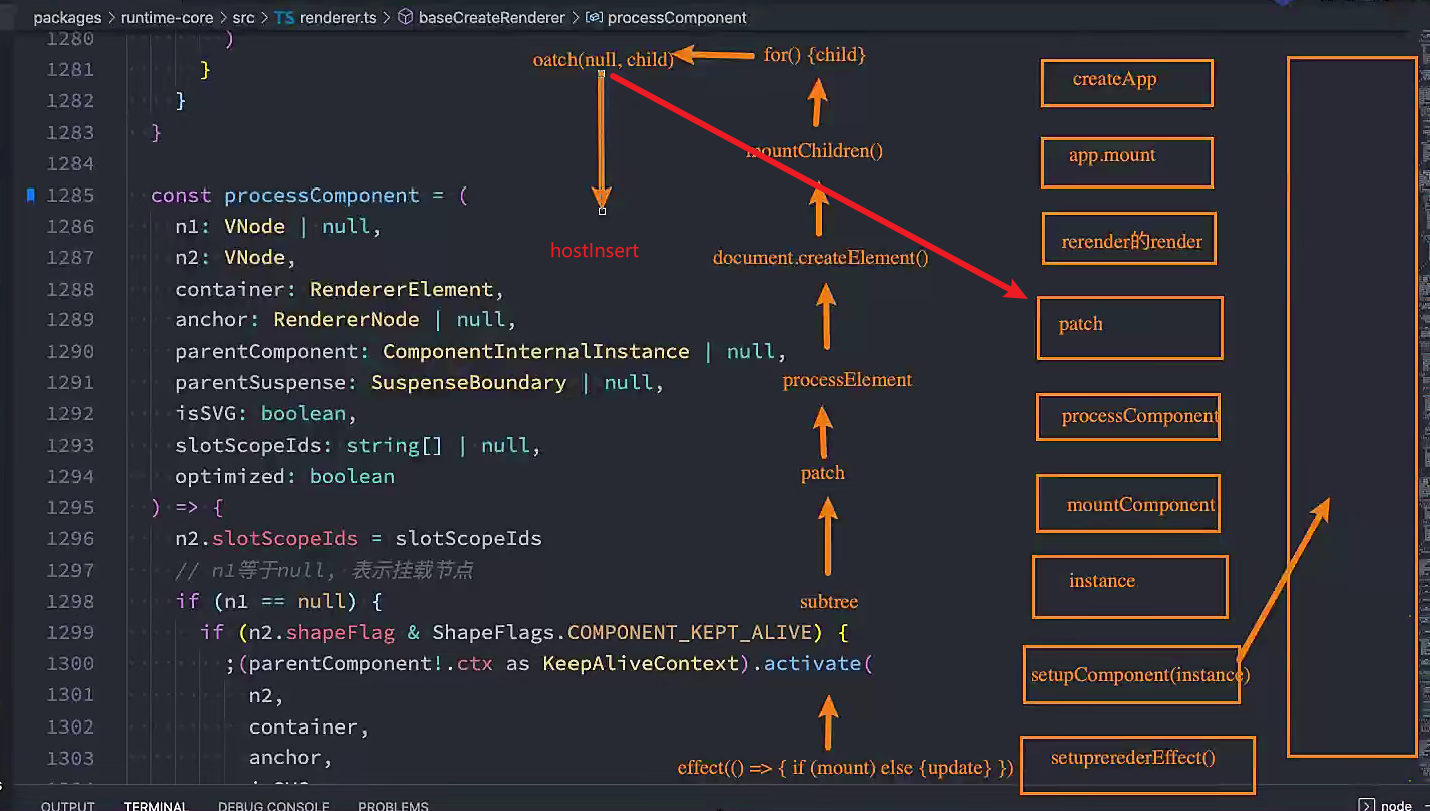 packages > runtime-core > src > TS renderer.ts > baseCreateRenderer > processComponent
1280 )
1281 }
1282 }
1283 }
1284
1285 const processComponent = (
1286 n1: VNode | null,
1287 n2: VNode,
1288 container: RendererElement,
1289 anchor: RendererNode | null,
1290 parentComponent: ComponentInternalInstance | null,
1291 parentSuspense: SuspenseBoundary | null,
1292 isSVG: boolean,
1293 slotScopeIds: string[] | null,
1294 optimized: boolean
1295 ) => {
1296 n2.slotScopeIds = slotScopeIds
1297 // n1等于null, 表示挂载节点
1298 if (n1 == null) {
1299 if (n2.shapeFlag & ShapeFlags.COMPONENT_KEPT_ALIVE) {
1300 ;(parentComponent!.ctx as KeepAliveContext).activate(
1301 n2,
1302 container,
1303 anchor,
oatch(null, child)
for() {child}
mountChildren()
hostInsert
document.createElement()
processElement
patch
subtree
effect(() => { if (mount) else {update} })
createApp
app.mount
rerender的render
patch
processComponent
mountComponent
instance
setupComponent(instance)
setuprerederEffect()
OUTPUT TERMINAL DEBUG CONSOLE PROBLEMS
node